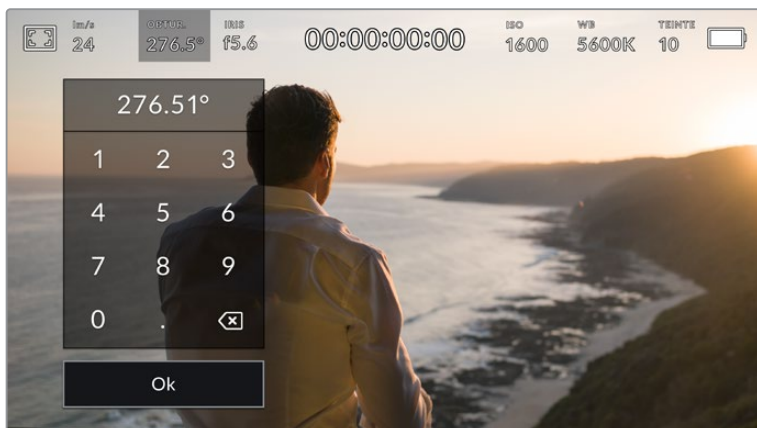 Im/s OBTUR. IRIS ISO WB TEINTE
24 276.5° f5.6 00:00:00:00 1600 5600K 10
276.51°
1 2 3
4 5 6
7 8 9
0 .
Ok